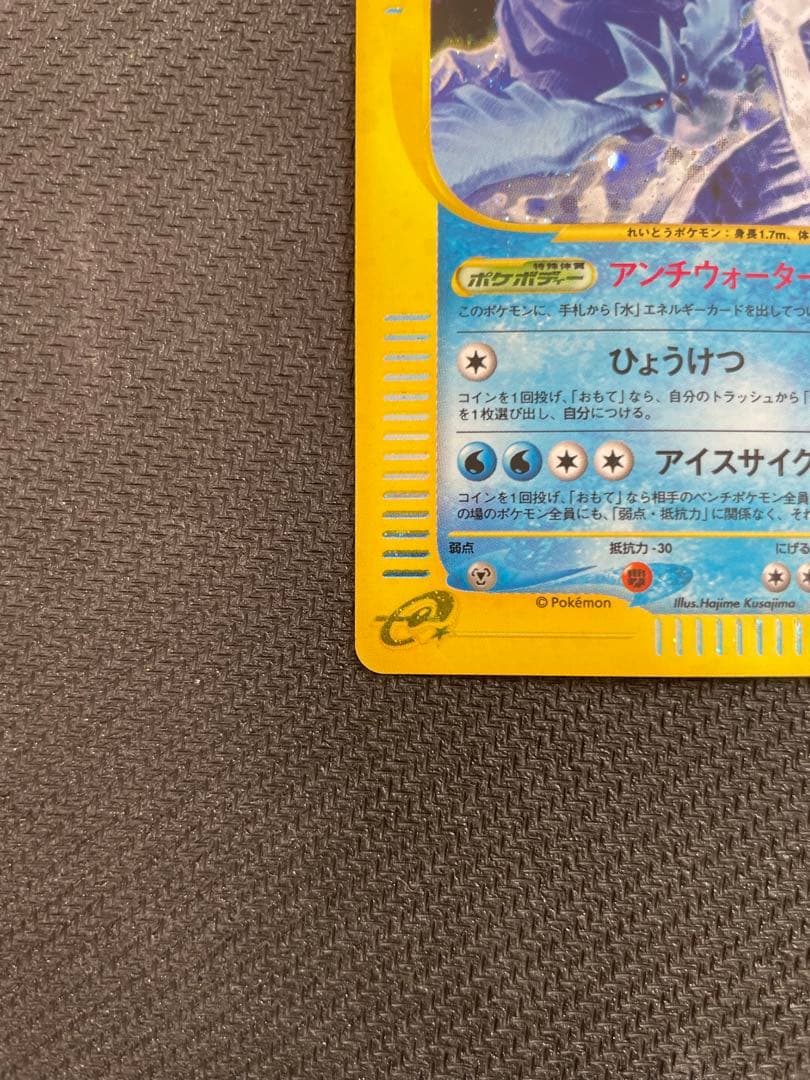 れいとうポケモン：身長1.7m、体
特殊体質
ポケボディー アンチウォーター
このポケモンに、手札から「水」エネルギーカードを出してつ
ひょうけつ
コインを1回投げ、「おもて」なら、自分のトラッシュから「
を1枚選び出し、自分につける。
アイスサイク
コインを1回投げ、「おもて」なら相手のベンチポケモン全員
の場のポケモン全員にも、「弱点・抵抗力」に関係なく、それ
弱点 抵抗力 -30 にげる
© Pokémon Illus.Hajime Kusajima
e